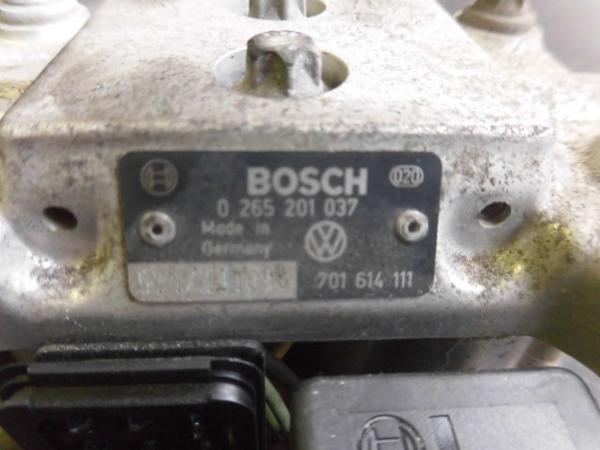 BOSCH
020
0 265 201 037
Made in
Germany
701 614 111